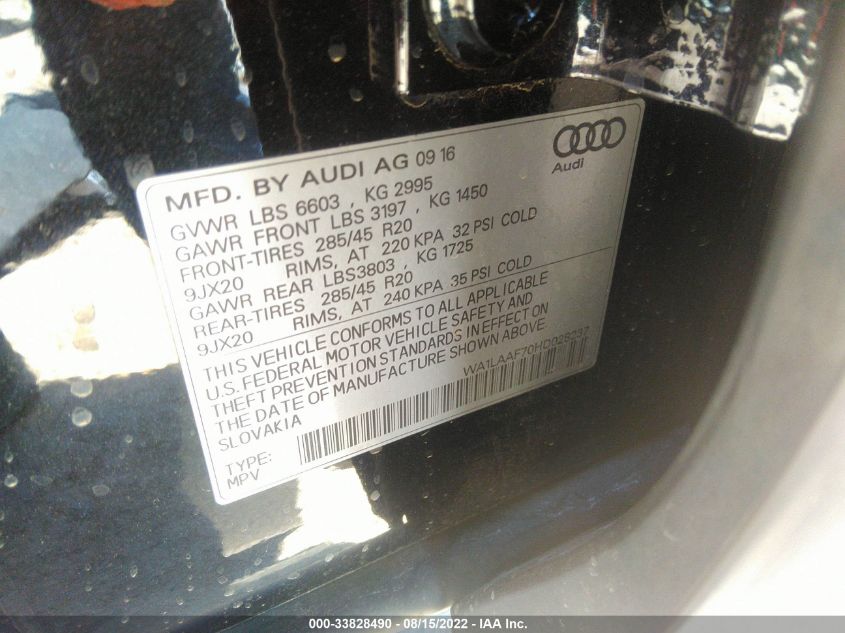 MFD. BY AUDI AG 09 16
Audi
GVWR LBS 6603 , KG 2995
GAWR FRONT LBS 3197 , KG 1450
FRONT-TIRES 285/45 R20
9JX20 RIMS, AT 220 KPA 32 PSI COLD
GAWR REAR LBS3803 , KG 1725
REAR-TIRES 285/45 R20
9JX20 RIMS, AT 240 KPA 35 PSI COLD
THIS VEHICLE CONFORMS TO ALL APPLICABLE
U.S. FEDERAL MOTOR VEHICLE SAFETY AND
THEFT PREVENTION STANDARDS IN EFFECT ON
THE DATE OF MANUFACTURE SHOWN ABOVE.
SLOVAKIA
WA1LAAF70HD028237
TYPE:
MPV
000-33828490 - 08/15/2022 - © IAA Inc.